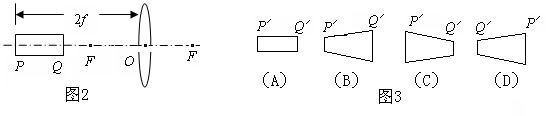 2f
P Q F O F
图2
P′ Q′ P′ Q′ P′ Q′ Q′ P′
(A) (B) (C) (D)
图3